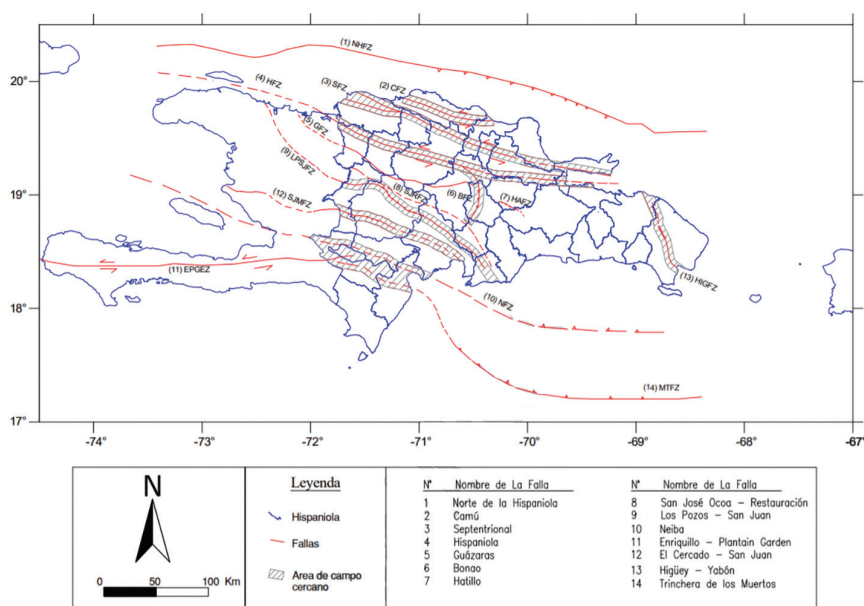 (1) NHFZ
20°
(4) HFZ
(3) SFZ
(2) CFZ
(5) GFZ
(9) LPSJFZ
19°
(12) SJMFZ
(8) SJRFZ
(6) BFZ
(7) HAFZ
(11) EPGEZ
(13) HIGFZ
18°
(10) NFZ
(14) MTFZ
17°
-74° -73° -72° -71° -70° -69° -68° -67°
N
0 50 100 Km
Leyenda
Hispaniola
Fallas
Area de campo
cercano
N° Nombre de La Falla
1 Norte de la Hispaniola
2 Camú
3 Septentrional
4 Hispaniola
5 Guázaras
6 Bonao
7 Hatillo
N° Nombre de La Falla
8 San José Ocoa – Restauración
9 Los Pozos – San Juan
10 Neiba
11 Enriquillo – Plantain Garden
12 El Cercado – San Juan
13 Higüey – Yabón
14 Trinchera de los Muertos